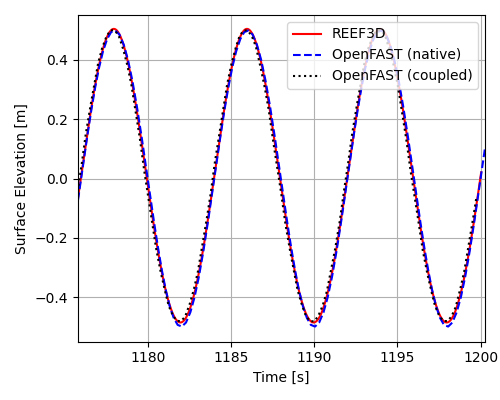 REEF3D
OpenFAST (native)
OpenFAST (coupled)
0.4
0.2
0.0
−0.2
−0.4
Surface Elevation [m]
1180 1185 1190 1195 1200
Time [s]